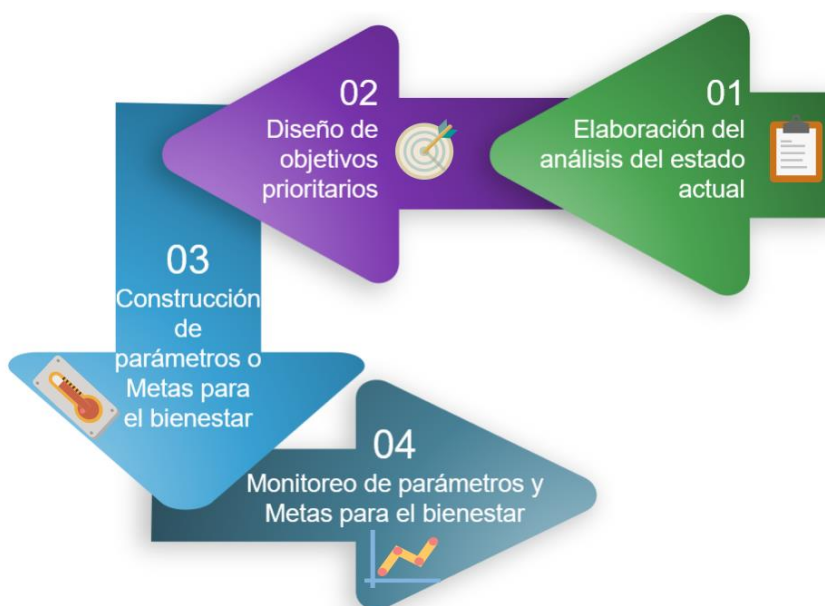 01
Elaboración del
análisis del estado
actual
02
Diseño de
objetivos
prioritarios
03
Construcción
de
parámetros o
Metas para
el bienestar
04
Monitoreo de parámetros y
Metas para el bienestar